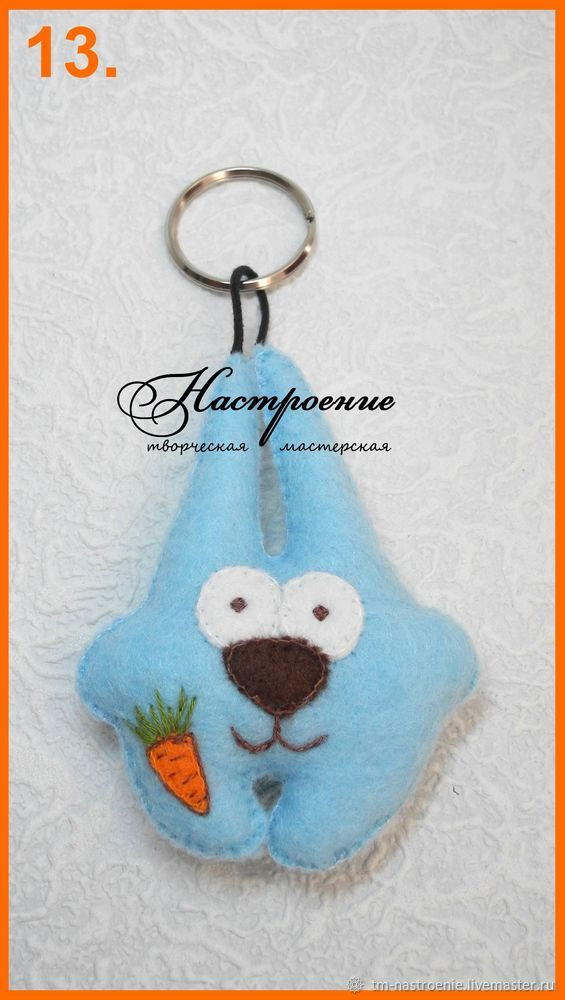 13.
Настроение
творческая мастерская
tm-nastroenie.livemaster.ru